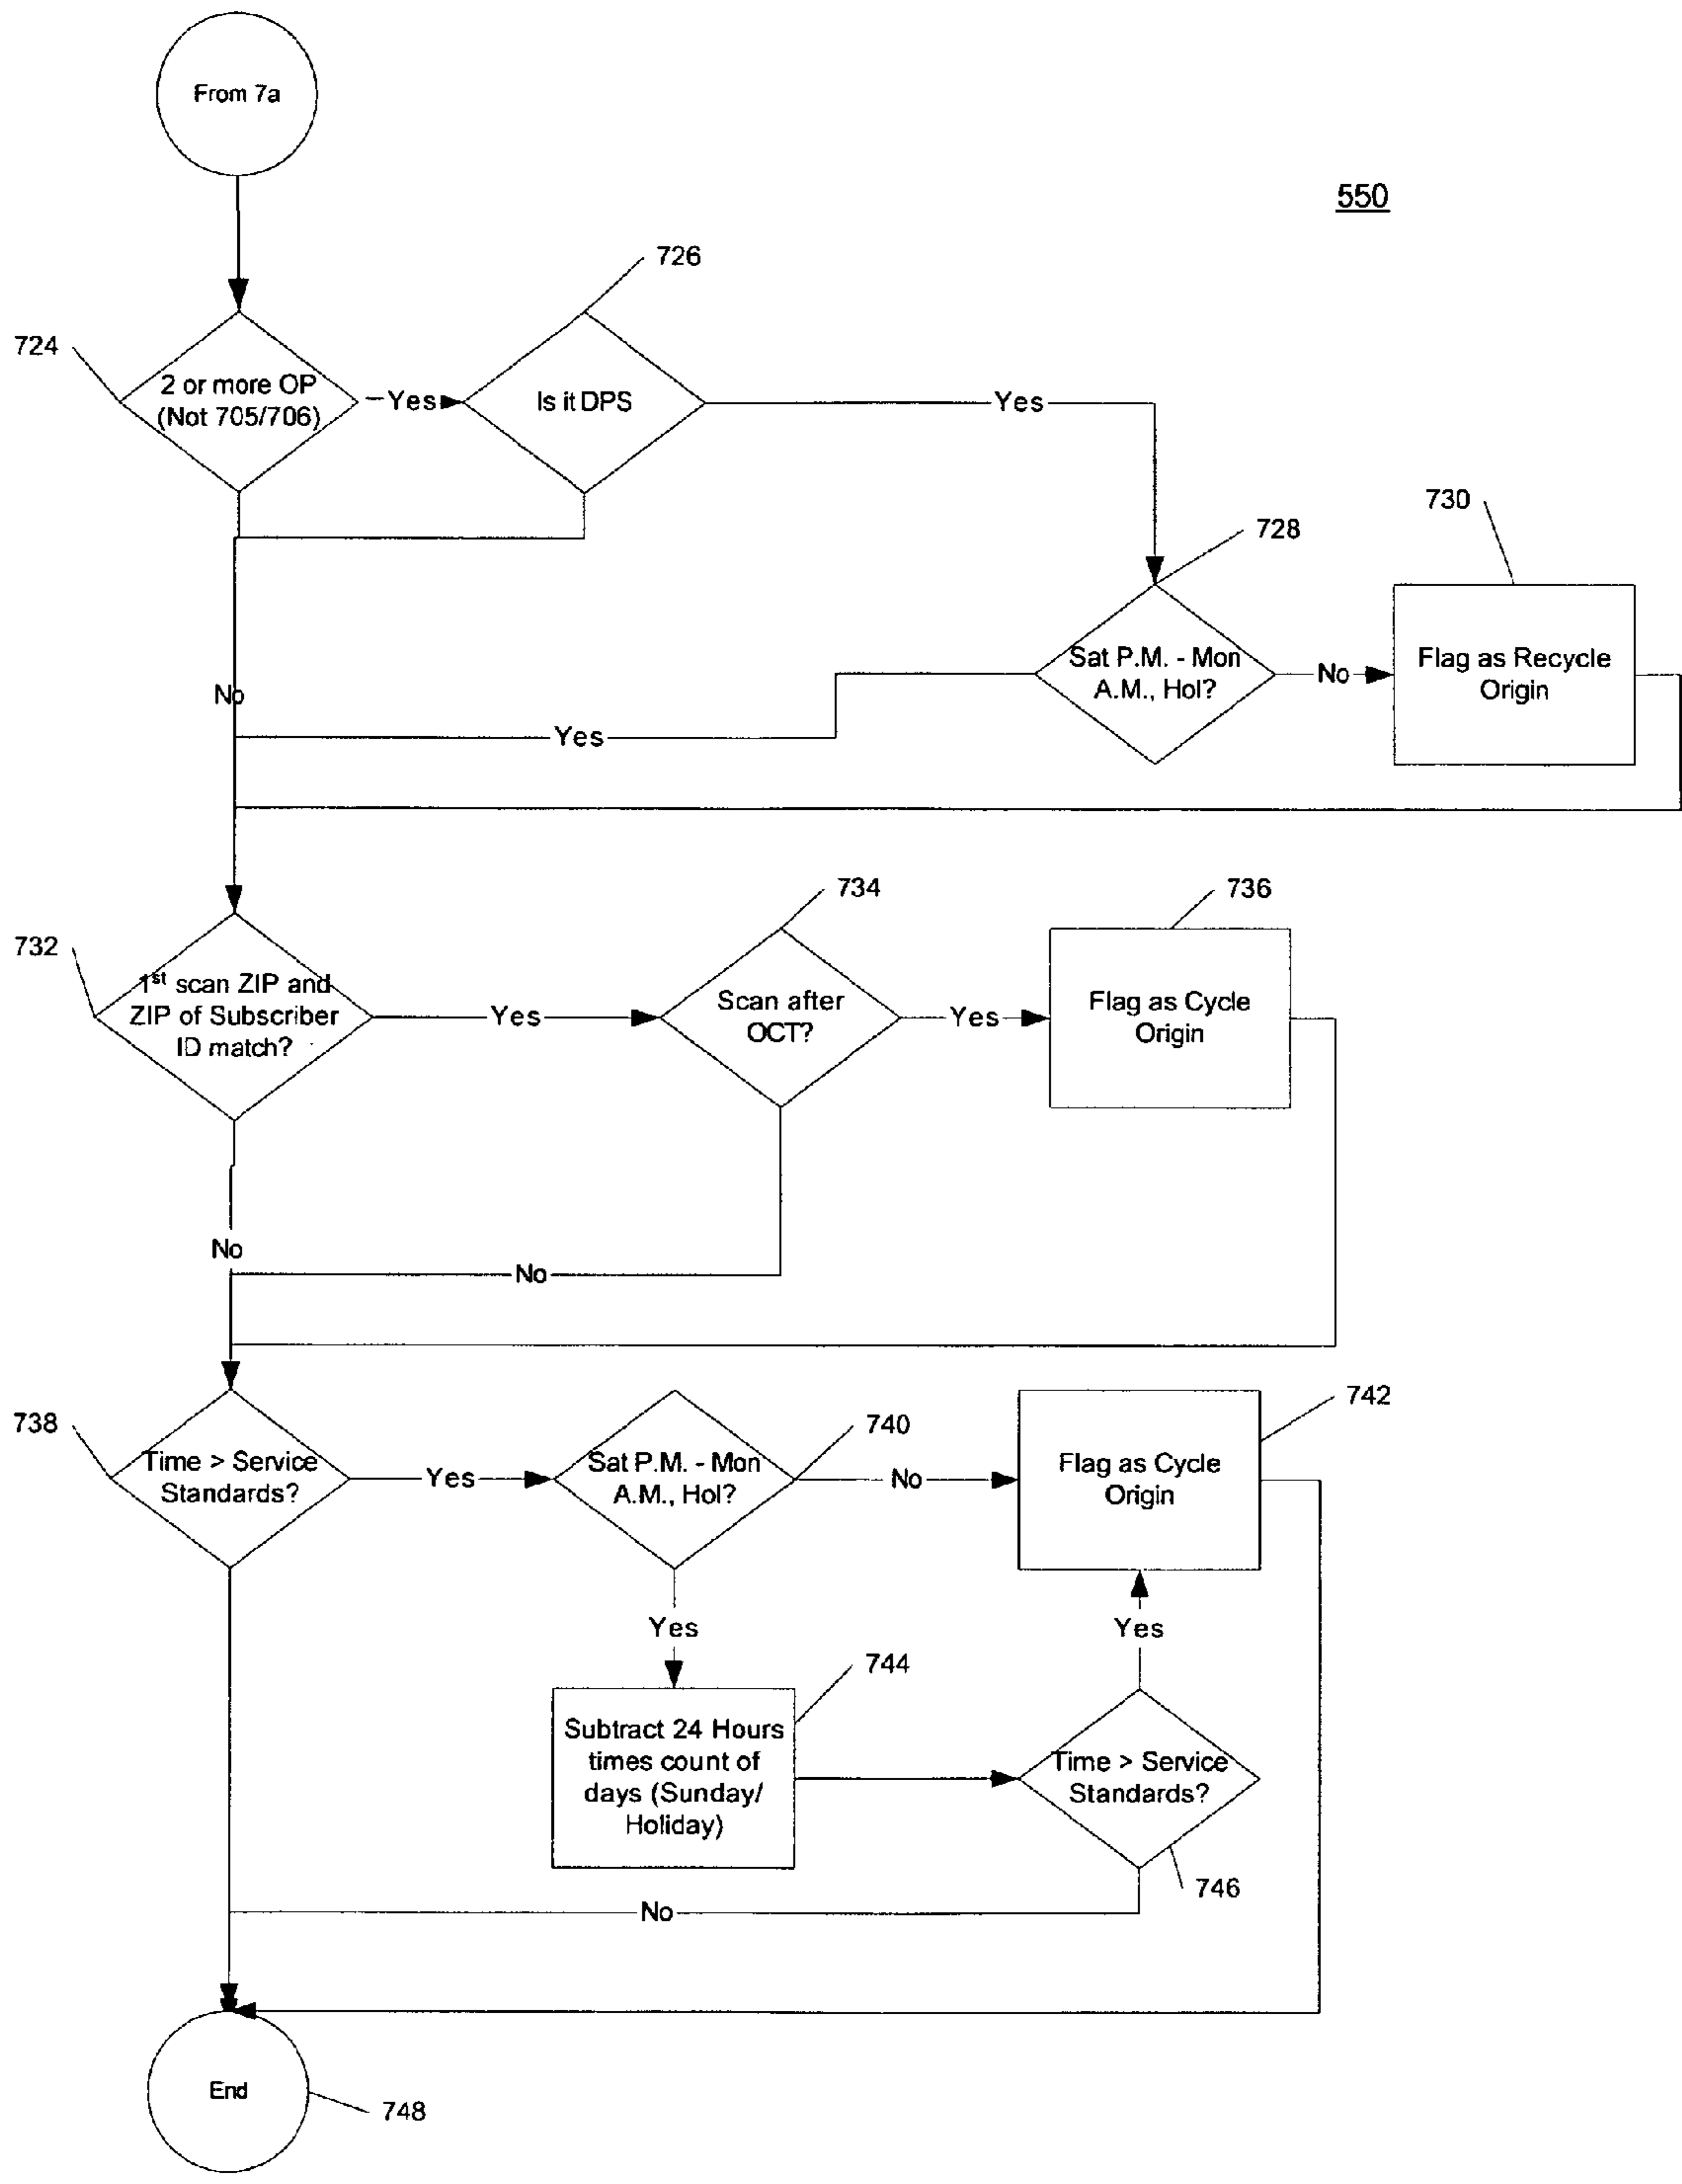 From 7a
550
726
724
2 or more OP
(Not 705/706)
Yes
Is it DPS
Yes
730
728
Sat P.M. - Mon
A.M., Hol?
No
Flag as Recycle
Origin
No
Yes
734
736
732
1st scan ZIP and
ZIP of Subscriber
ID match?
Yes
Scan after
OCT?
Yes
Flag as Cycle
Origin
No
No
742
738
740
Time > Service
Standards?
Yes
Sat P.M. - Mon
A.M., Hol?
No
Flag as Cycle
Origin
Yes
Yes
744
Subtract 24 Hours
times count of
days (Sunday/
Holiday)
Time > Service
Standards?
746
No
End
748